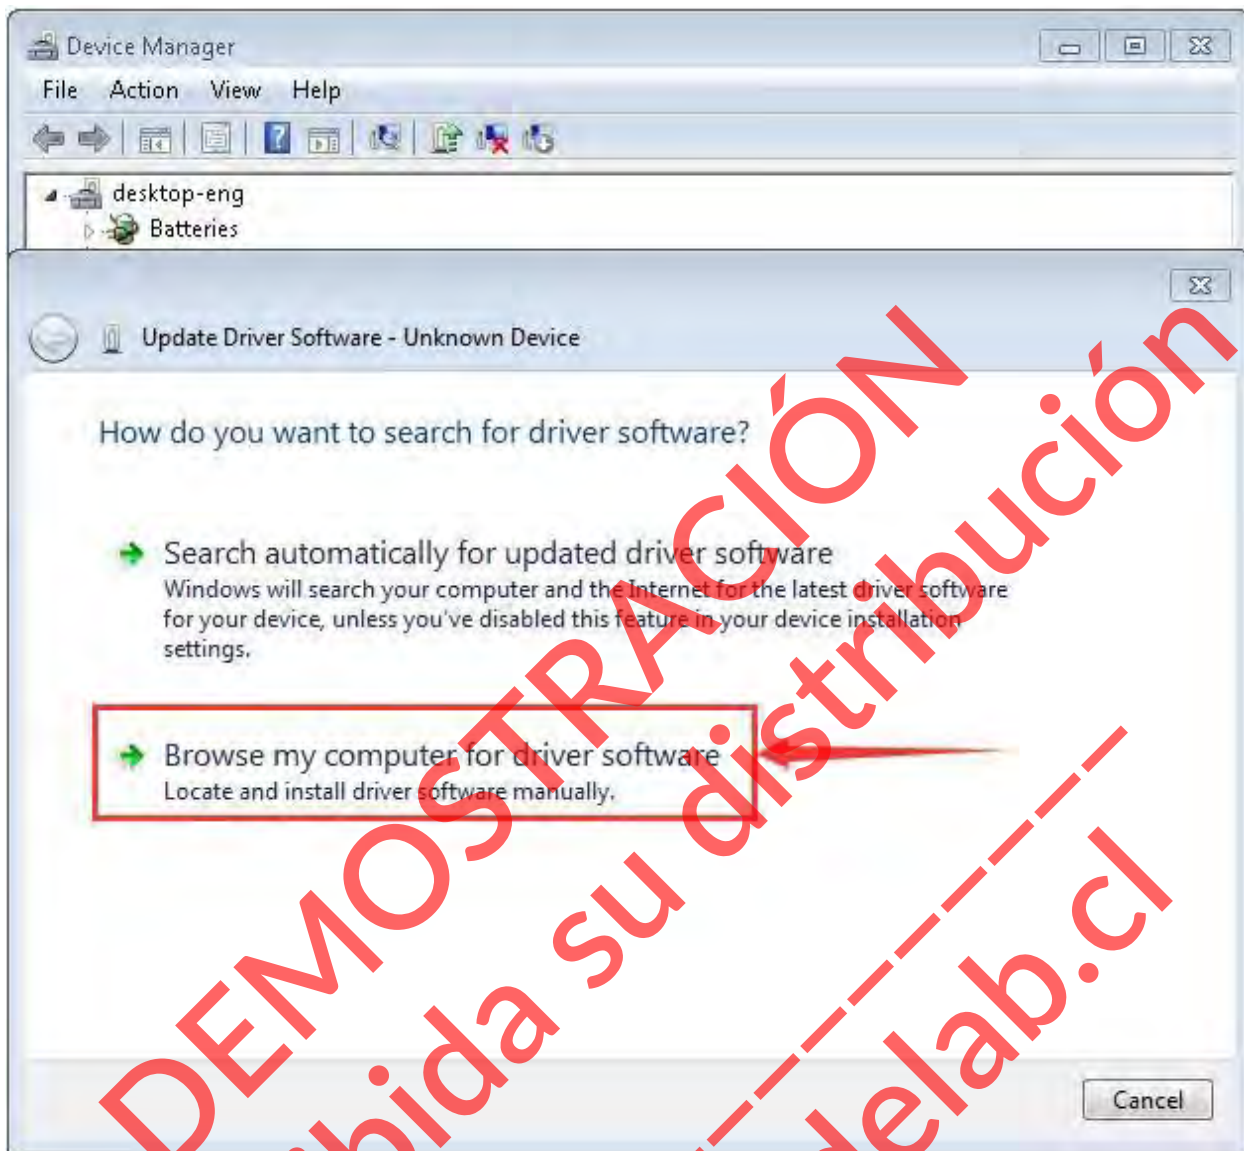 Device Manager
File Action View Help
desktop-eng
Batteries
Update Driver Software - Unknown Device
How do you want to search for driver software?
Search automatically for updated driver software
Windows will search your computer and the Internet for the latest driver software
for your device, unless you've disabled this feature in your device installation
settings.
Browse my computer for driver software
Locate and install driver software manually.
Cancel
DEMOSTRACIÓN
ibida su distribución
delab.cl